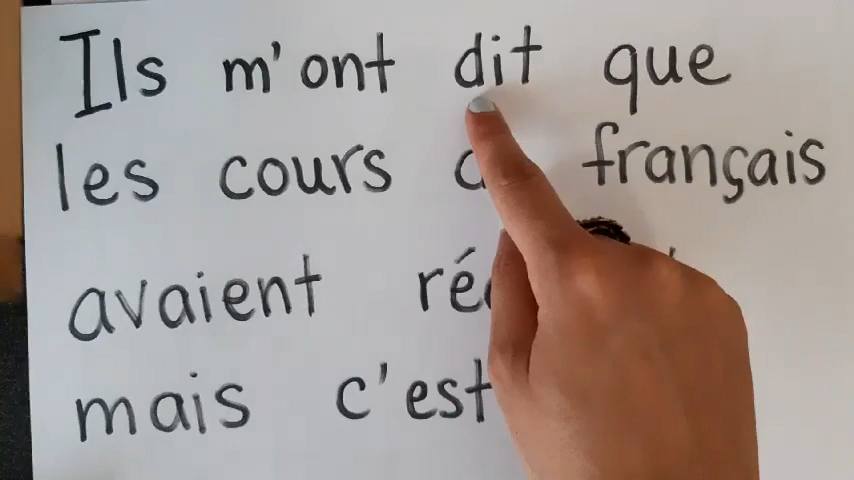 Ils m'ont dit que
les cours français
avaient
mais c'est